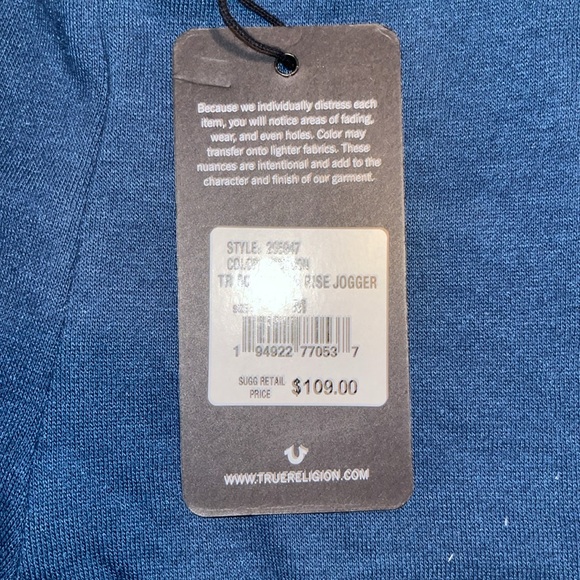 Because we individually distress each
item, you will notice areas of fading,
wear, and even holes. Color may
transfer onto lighter fabrics. These
nuances are intentional and add to the
character and finish of our garment.
STYLE:
COLOR
RISE JOGGER
1 94922 77053 7
SUGG RETAIL
PRICE $109.00
WWW.TRUERELIGION.COM